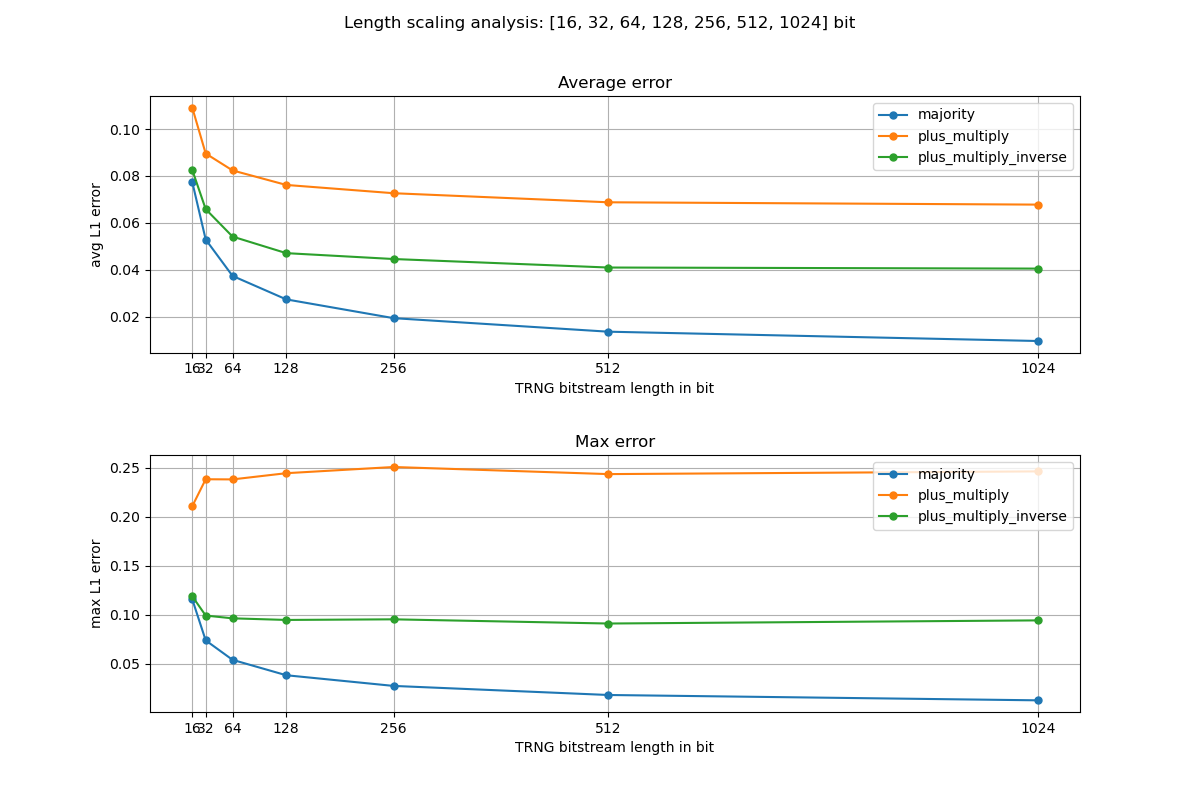 Length scaling analysis: [16, 32, 64, 128, 256, 512, 1024] bit
Average error
avg L1 error
0.10
0.08
0.06
0.04
0.02
majority
plus_multiply
plus_multiply_inverse
16 32 64 128 256 512 1024
TRNG bitstream length in bit
Max error
max L1 error
0.25
0.20
0.15
0.10
0.05
majority
plus_multiply
plus_multiply_inverse
16 32 64 128 256 512 1024
TRNG bitstream length in bit